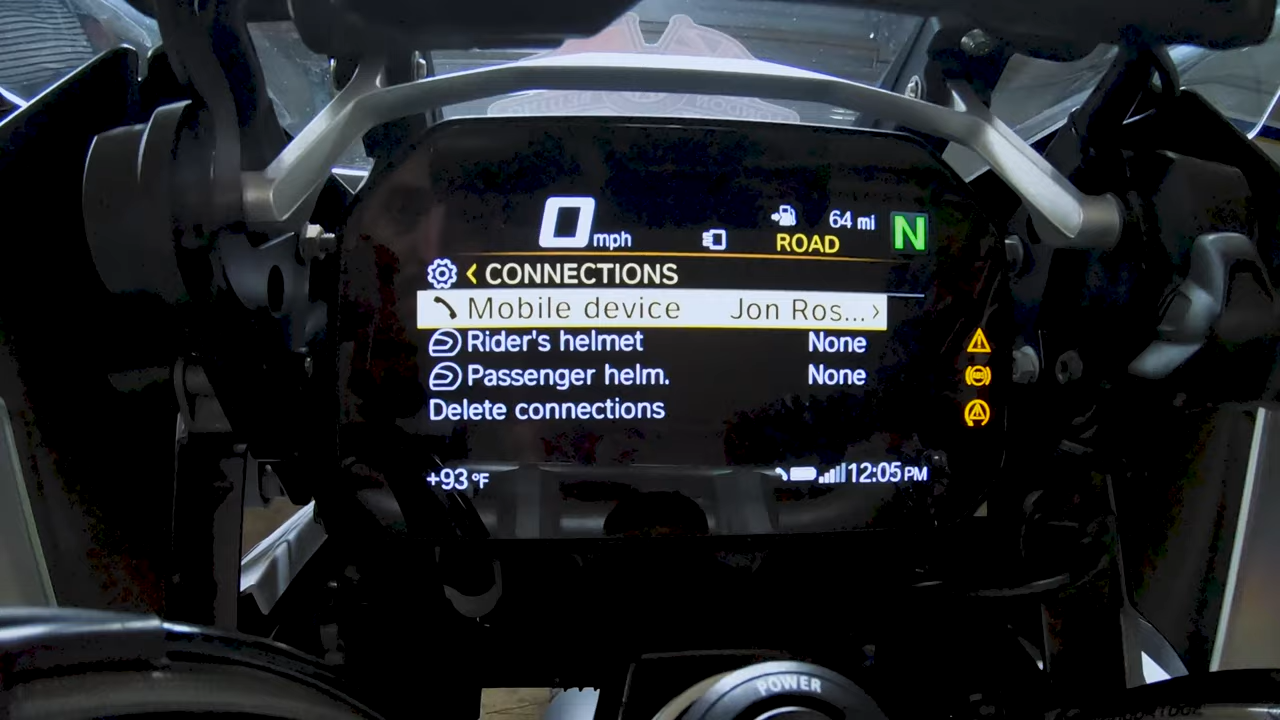 0 mph
64 mi
ROAD
N
CONNECTIONS
Mobile device Jon Ros...
Rider's helmet None
Passenger helm. None
Delete connections
+93 °F
12:05 PM
ABS
POWER